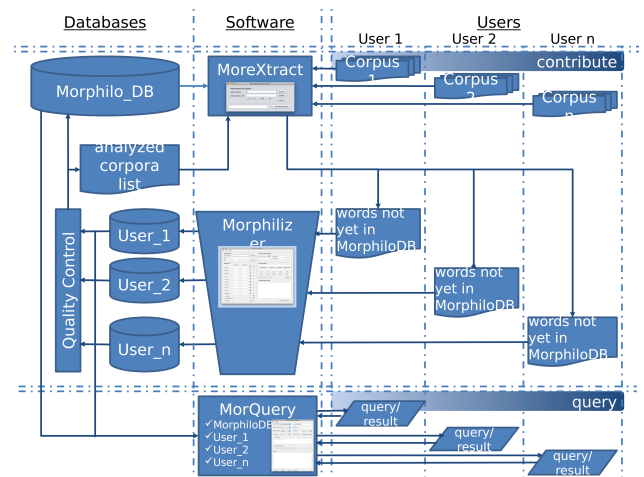 Databases
Software
Users
User 1
User 2
User n
contribute
Morphilo_DB
MoreXtract
Corpus
1
Corpus
2
Corpus
n
analyzed
corpora
list
Quality Control
User_1
User_2
User_n
Morphiliz
er
words not
yet in
MorphiloDB
words not
yet in
MorphiloDB
words not
yet in
MorphiloDB
query
MorQuery
✓MorphiloDB
✓User_1
✓User_2
✓User_n
query/
result
query/
result
query/
result